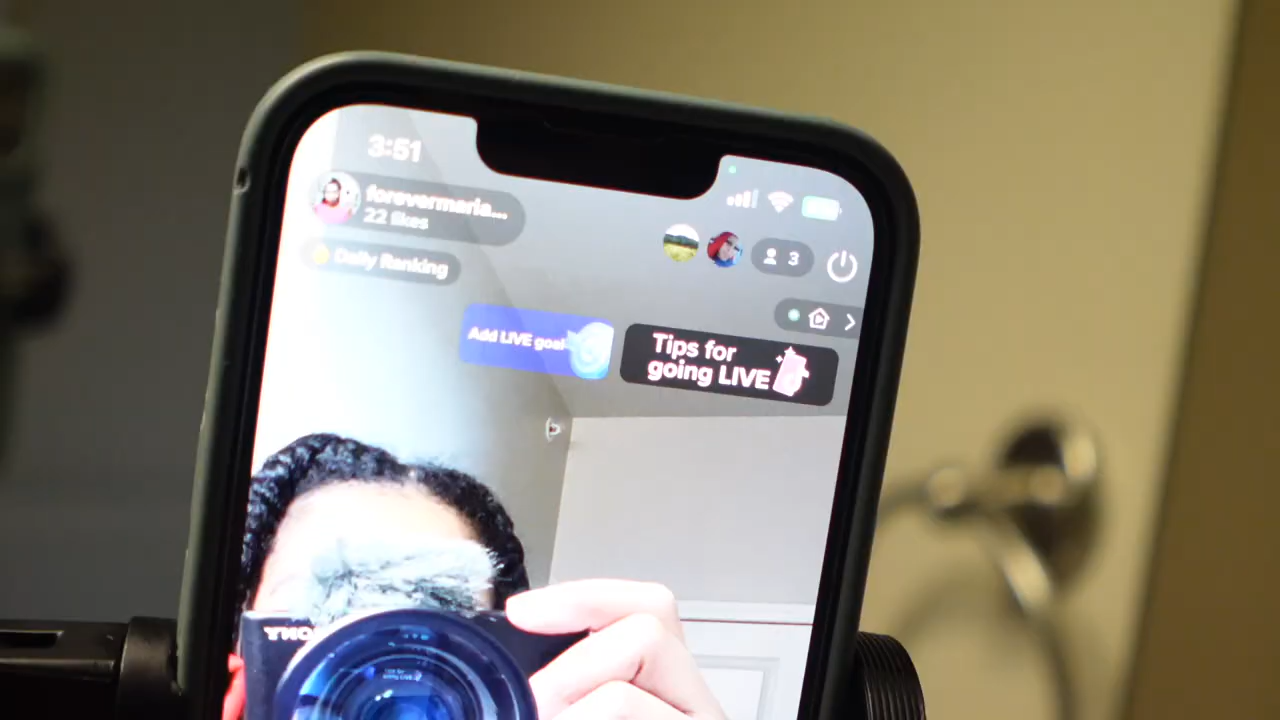 3:51
forevermaria...
22 likes
Daily Ranking
3
Add LIVE goal
Tips for
going LIVE